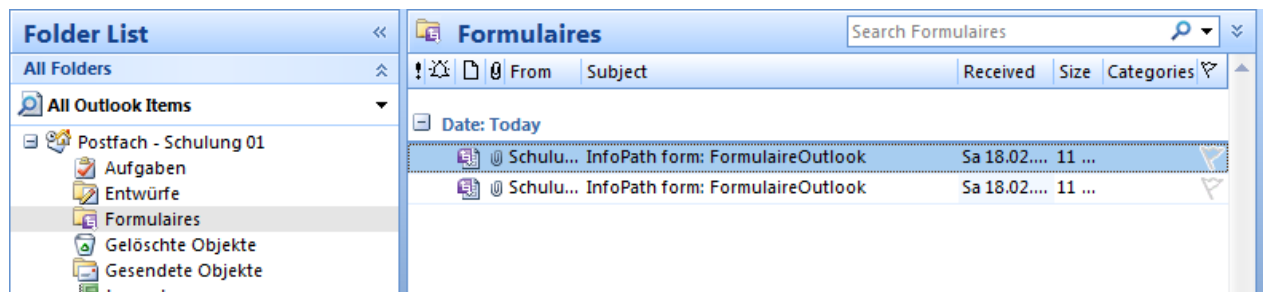 Folder List
All Folders
All Outlook Items
Postfach - Schulung 01
Aufgaben
Entwürfe
Formulaires
Gelöschte Objekte
Gesendete Objekte
Formulaires
Search Formulaires
From Subject Received Size Categories
Date: Today
Schulu... InfoPath form: FormulaireOutlook Sa 18.02.... 11 ...
Schulu... InfoPath form: FormulaireOutlook Sa 18.02.... 11 ...